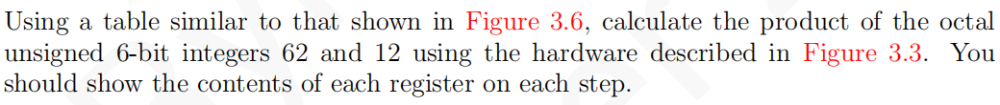 Using a table similar to that shown in Figure 3.6, calculate the product of the octal
unsigned 6-bit integers 62 and 12 using the hardware described in Figure 3.3. You
should show the contents of each register on each step.